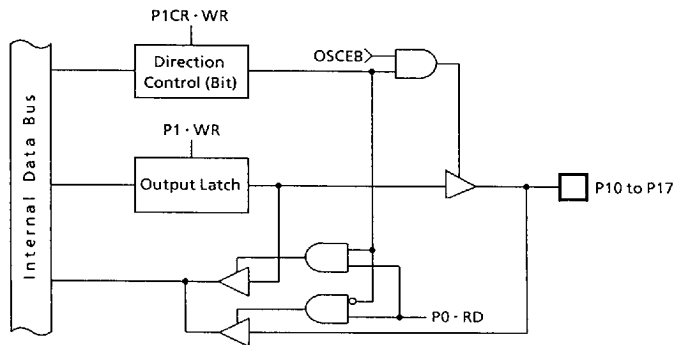 P1CR · WR
Direction
Control (Bit)
OSCEB
P1 · WR
Output Latch
P10 to P17
Internal Data Bus
P0 · RD